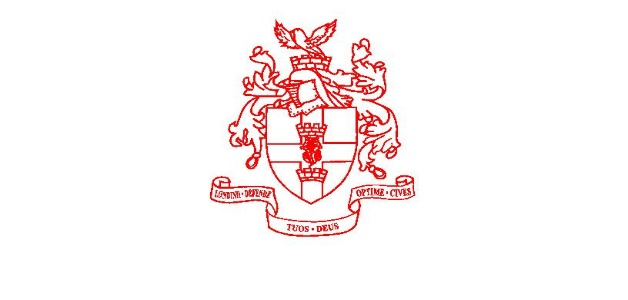 LONDINI · DEFENDE
TUOS · DEUS
OPTIME · CIVES